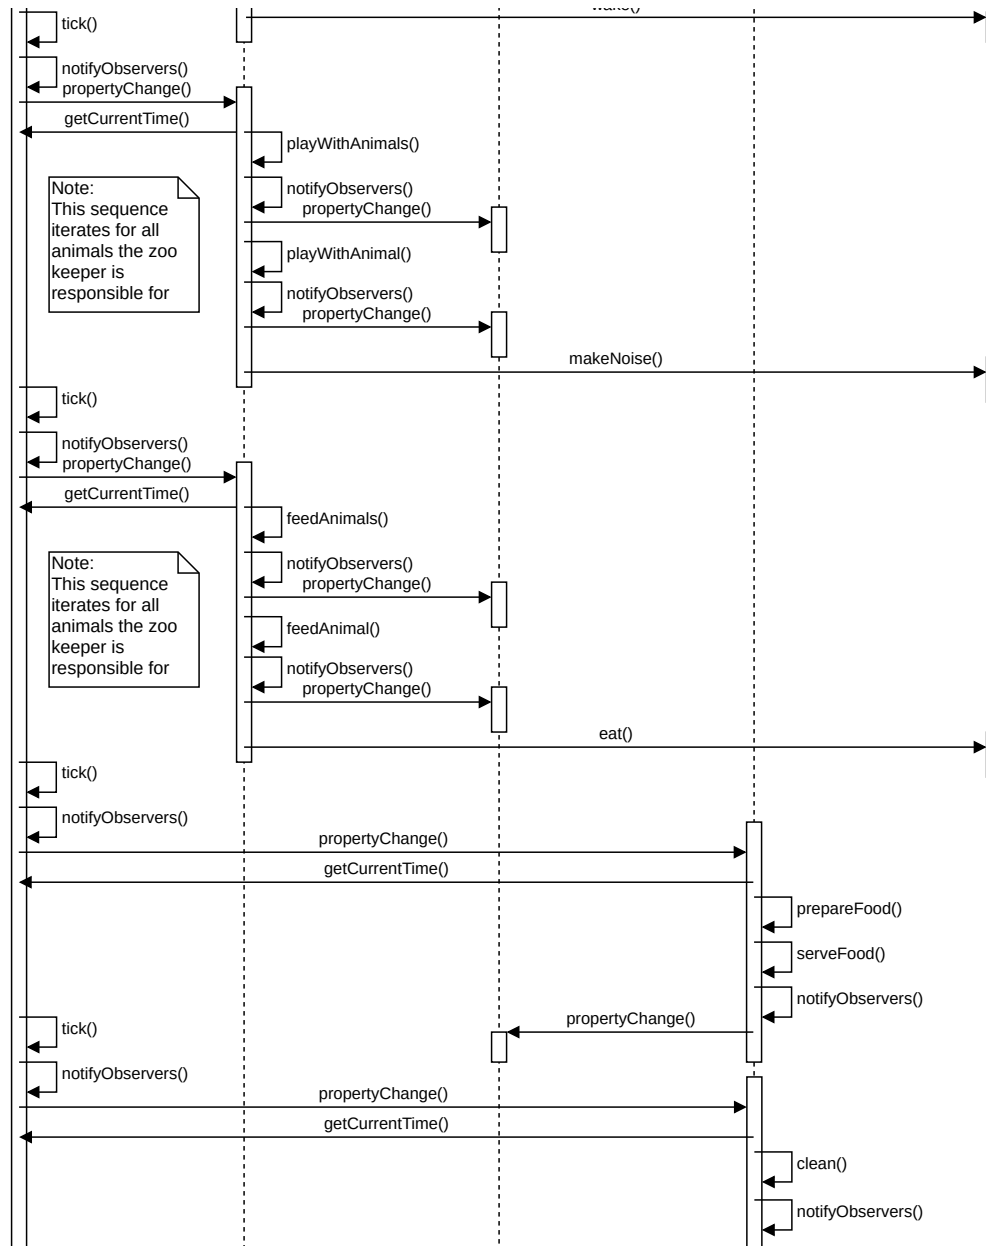 tick()
notifyObservers()
propertyChange()
getCurrentTime()
playWithAnimals()
Note:
This sequence
iterates for all
animals the zoo
keeper is
responsible for
notifyObservers()
propertyChange()
playWithAnimal()
notifyObservers()
propertyChange()
makeNoise()
tick()
notifyObservers()
propertyChange()
getCurrentTime()
feedAnimals()
Note:
This sequence
iterates for all
animals the zoo
keeper is
responsible for
notifyObservers()
propertyChange()
feedAnimal()
notifyObservers()
propertyChange()
eat()
tick()
notifyObservers()
propertyChange()
getCurrentTime()
prepareFood()
serveFood()
notifyObservers()
propertyChange()
tick()
notifyObservers()
propertyChange()
getCurrentTime()
clean()
notifyObservers()